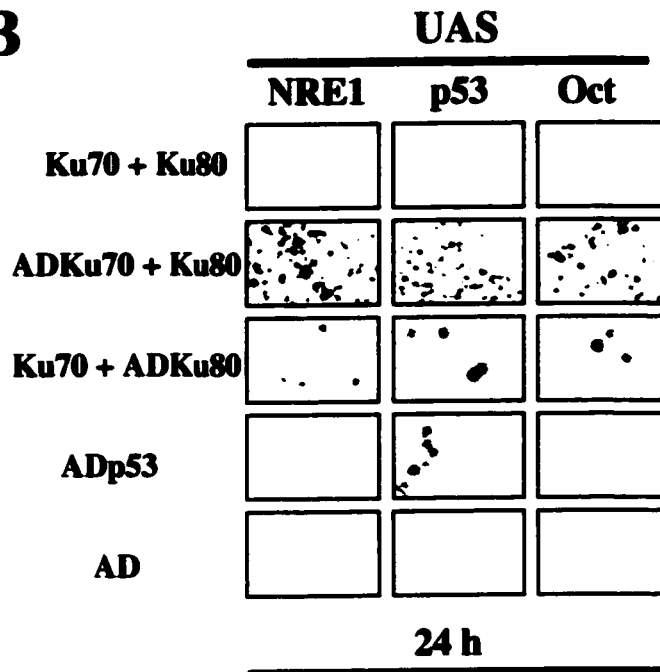 B
UAS
NRE1 p53 Oct
Ku70 + Ku80
ADKu70 + Ku80
Ku70 + ADKu80
ADp53
AD
24 h